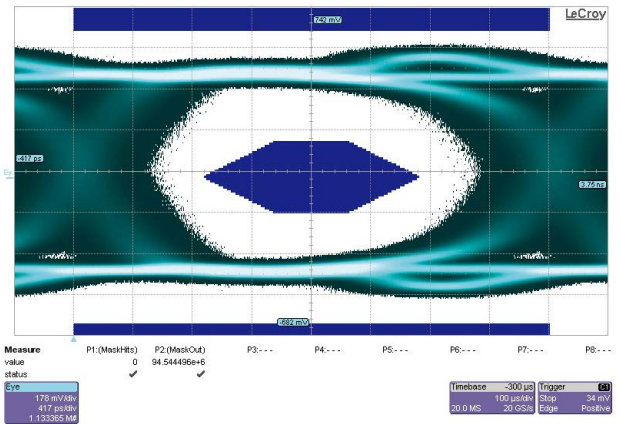 742 mV
LeCroy
-417 ps
Ey
3.75 ns
-692 mV
Measure P1:(MaskHits) P2:(MaskOut) P3:- - - P4:- - - P5:- - - P6:- - - P7:- - - P8:- - -
value 0 94.544496e+6
status
Eye
178 mV/div
417 ps/div
1.133365 M#
Timebase -300 µs
100 µs/div
20.0 MS 20 GS/s
Trigger C1
Stop 34 mV
Edge Positive